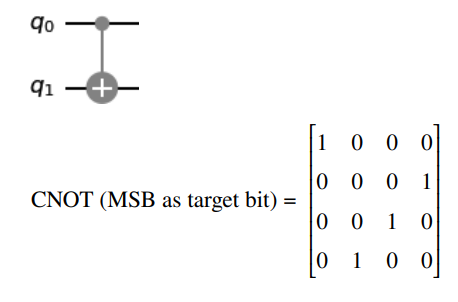 q₀
q₁
+
CNOT (MSB as target bit) =
1 0 0 0
0 0 0 1
0 0 1 0
0 1 0 0